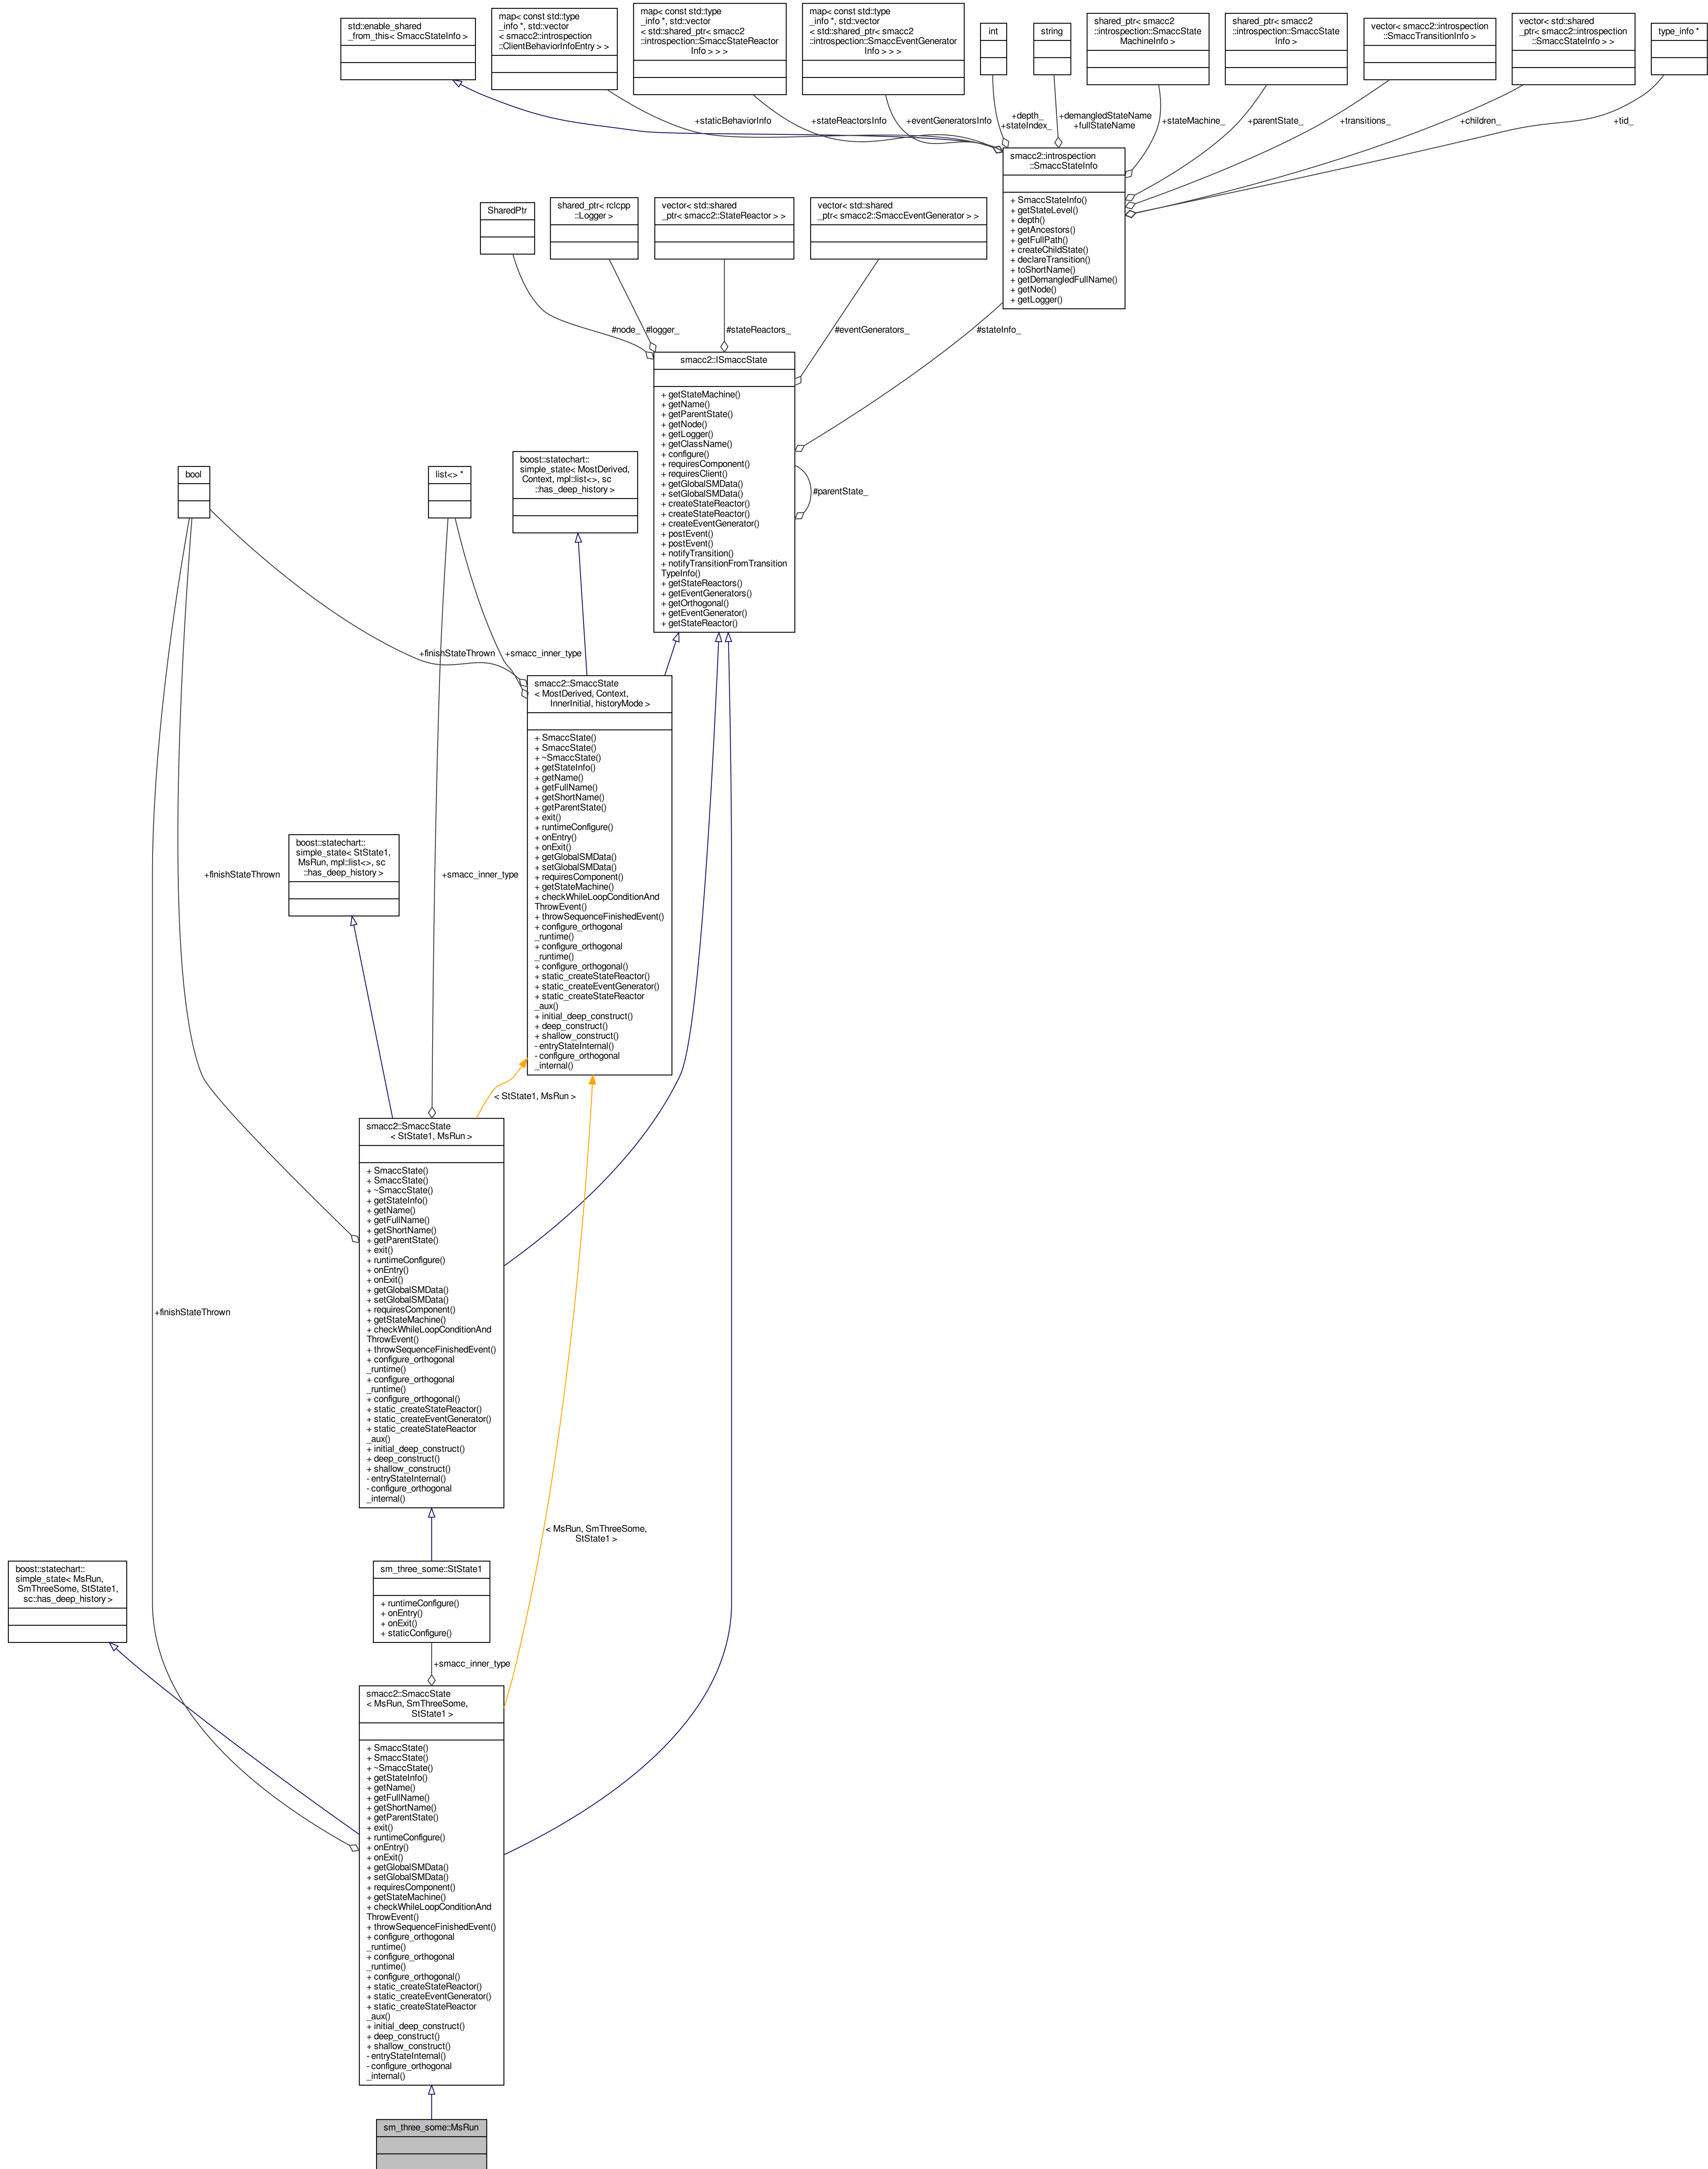 std::enable_shared
_from_this< SmaccStateInfo >
map< const std::type
_info *, std::vector
< smacc2::introspection
::ClientBehaviorInfoEntry > >
map< const std::type
_info *, std::vector
< std::shared_ptr< smacc2
::introspection::SmaccStateReactor
Info > > >
map< const std::type
_info *, std::vector
< std::shared_ptr< smacc2
::introspection::SmaccEventGenerator
Info > > >
int
string
shared_ptr< smacc2
::introspection::SmaccState
MachineInfo >
shared_ptr< smacc2
::introspection::SmaccState
Info >
vector< smacc2::introspection
::SmaccTransitionInfo >
vector< std::shared
_ptr< smacc2::introspection
::SmaccStateInfo > >
type_info *
+staticBehaviorInfo
+stateReactorsInfo
+eventGeneratorsInfo
+depth_
+stateIndex_
+demangledStateName
+fullStateName
+stateMachine_
+parentState_
+transitions_
+children_
+tid_
smacc2::introspection
::SmaccStateInfo
+ SmaccStateInfo()
+ getStateLevel()
+ depth()
+ getAncestors()
+ getFullPath()
+ createChildState()
+ declareTransition()
+ toShortName()
+ getDemangledFullName()
+ getNode()
+ getLogger()
SharedPtr
shared_ptr< rclcpp
::Logger >
vector< std::shared
_ptr< smacc2::StateReactor > >
vector< std::shared
_ptr< smacc2::SmaccEventGenerator > >
#node_
#logger_
#stateReactors_
#eventGenerators_
#stateInfo_
smacc2::ISmaccState
+ getStateMachine()
+ getName()
+ getParentState()
+ getNode()
+ getLogger()
+ getClassName()
+ configure()
+ requiresComponent()
+ requiresClient()
+ getGlobalSMData()
+ setGlobalSMData()
+ createStateReactor()
+ createStateReactor()
+ createEventGenerator()
+ postEvent()
+ postEvent()
+ notifyTransition()
+ notifyTransitionFromTransition
TypeInfo()
+ getStateReactors()
+ getEventGenerators()
+ getOrthogonal()
+ getEventGenerator()
+ getStateReactor()
#parentState_
bool
list<> *
boost::statechart::
simple_state< MostDerived,
Context, mpl::list<>, sc
::has_deep_history >
+finishStateThrown
+smacc_inner_type
smacc2::SmaccState
< MostDerived, Context,
InnerInitial, historyMode >
+ SmaccState()
+ SmaccState()
+ ~SmaccState()
+ getStateInfo()
+ getName()
+ getFullName()
+ getShortName()
+ getParentState()
+ exit()
+ runtimeConfigure()
+ onEntry()
+ onExit()
+ getGlobalSMData()
+ setGlobalSMData()
+ requiresComponent()
+ getStateMachine()
+ checkWhileLoopConditionAnd
ThrowEvent()
+ throwSequenceFinishedEvent()
+ configure_orthogonal
_runtime()
+ configure_orthogonal
_runtime()
+ configure_orthogonal()
+ static_createStateReactor()
+ static_createEventGenerator()
+ static_createStateReactor
_aux()
+ initial_deep_construct()
+ deep_construct()
+ shallow_construct()
- entryStateInternal()
- configure_orthogonal
_internal()
boost::statechart::
simple_state< StState1,
MsRun, mpl::list<>, sc
::has_deep_history >
+finishStateThrown
+smacc_inner_type
< StState1, MsRun >
smacc2::SmaccState
< StState1, MsRun >
+ SmaccState()
+ SmaccState()
+ ~SmaccState()
+ getStateInfo()
+ getName()
+ getFullName()
+ getShortName()
+ getParentState()
+ exit()
+ runtimeConfigure()
+ onEntry()
+ onExit()
+ getGlobalSMData()
+ setGlobalSMData()
+ requiresComponent()
+ getStateMachine()
+ checkWhileLoopConditionAnd
ThrowEvent()
+ throwSequenceFinishedEvent()
+ configure_orthogonal
_runtime()
+ configure_orthogonal
_runtime()
+ configure_orthogonal()
+ static_createStateReactor()
+ static_createEventGenerator()
+ static_createStateReactor
_aux()
+ initial_deep_construct()
+ deep_construct()
+ shallow_construct()
- entryStateInternal()
- configure_orthogonal
_internal()
+finishStateThrown
< MsRun, SmThreeSome,
StState1 >
boost::statechart::
simple_state< MsRun,
SmThreeSome, StState1,
sc::has_deep_history >
sm_three_some::StState1
+ runtimeConfigure()
+ onEntry()
+ onExit()
+ staticConfigure()
+smacc_inner_type
smacc2::SmaccState
< MsRun, SmThreeSome,
StState1 >
+ SmaccState()
+ SmaccState()
+ ~SmaccState()
+ getStateInfo()
+ getName()
+ getFullName()
+ getShortName()
+ getParentState()
+ exit()
+ runtimeConfigure()
+ onEntry()
+ onExit()
+ getGlobalSMData()
+ setGlobalSMData()
+ requiresComponent()
+ getStateMachine()
+ checkWhileLoopConditionAnd
ThrowEvent()
+ throwSequenceFinishedEvent()
+ configure_orthogonal
_runtime()
+ configure_orthogonal
_runtime()
+ configure_orthogonal()
+ static_createStateReactor()
+ static_createEventGenerator()
+ static_createStateReactor
_aux()
+ initial_deep_construct()
+ deep_construct()
+ shallow_construct()
- entryStateInternal()
- configure_orthogonal
_internal()
sm_three_some::MsRun